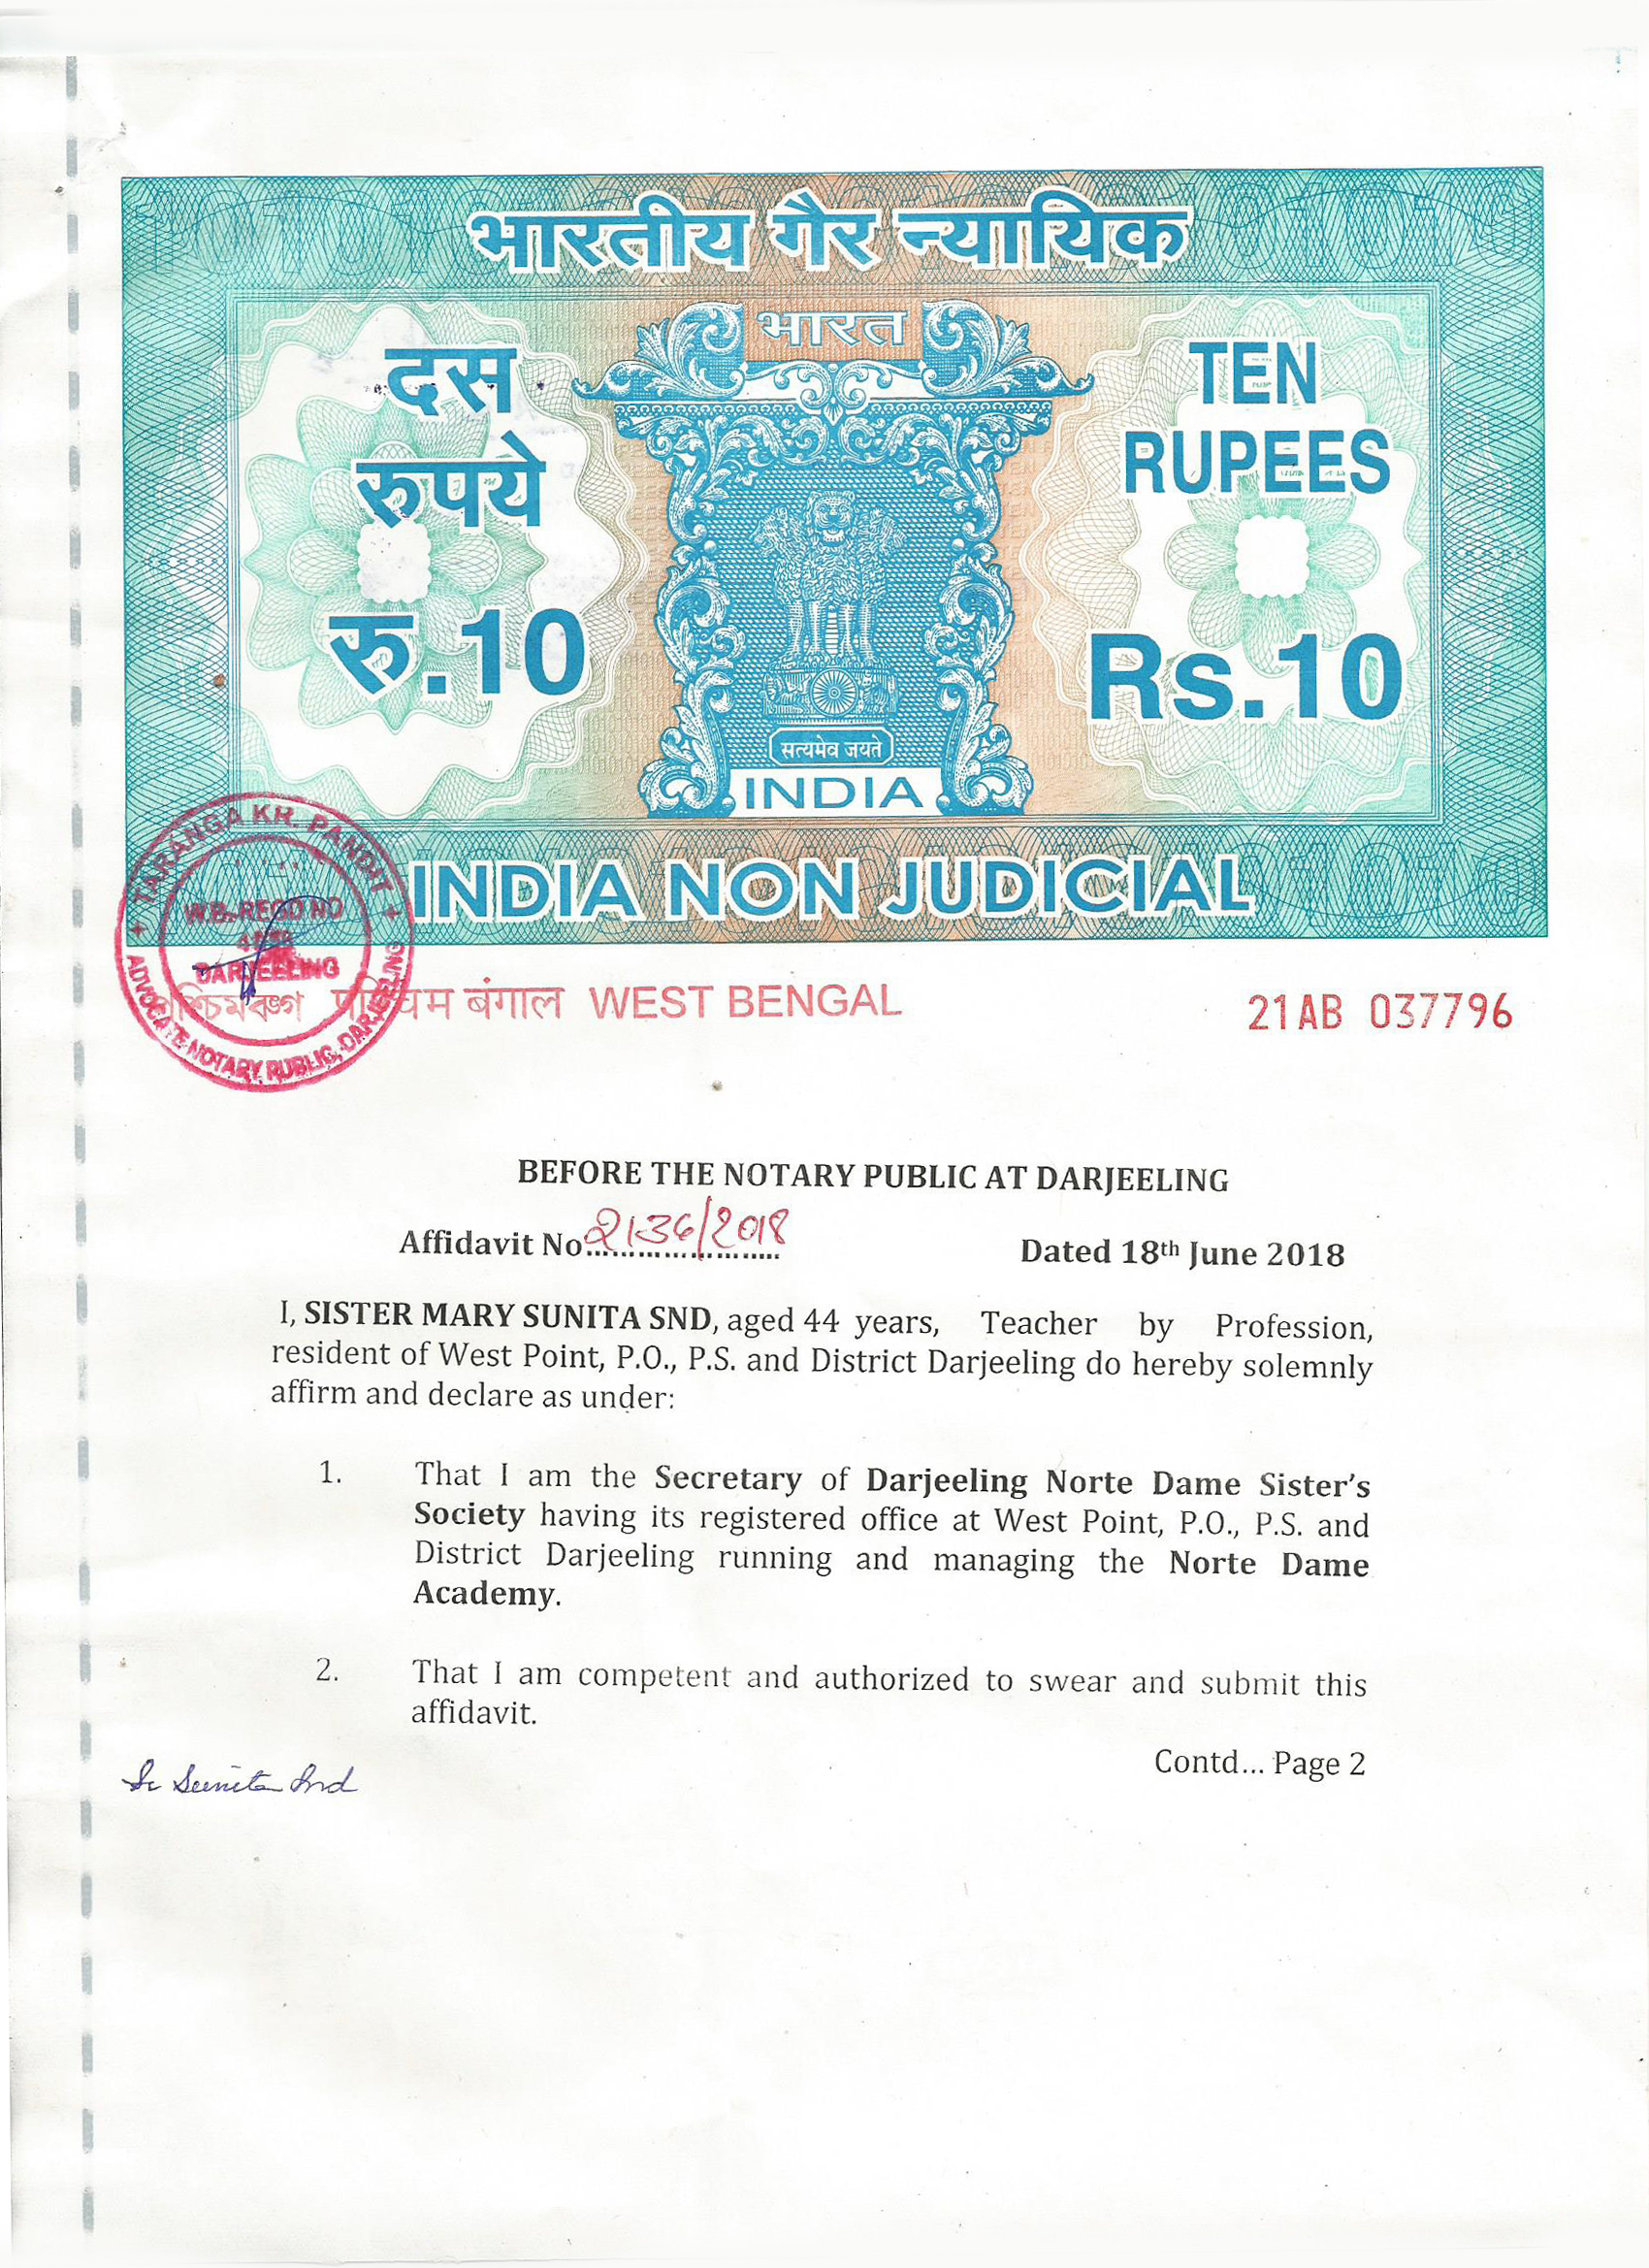 भारतीय गैर न्यायिक
भारत
दस
रुपये
रु.10
TEN
RUPEES
Rs.10
सत्यमेव जयते
INDIA
INDIA NON JUDICIAL
TARANGA KR. PANDIT
W.B. REGD NO
DARJEELING
ADVOCATE NOTARY PUBLIC, DARJEELING
पश्चिम बंगाल WEST BENGAL
21AB 037796
BEFORE THE NOTARY PUBLIC AT DARJEELING
Affidavit No 2136/2018 Dated 18th June 2018
I, SISTER MARY SUNITA SND, aged 44 years, Teacher by Profession,
resident of West Point, P.O., P.S. and District Darjeeling do hereby solemnly
affirm and declare as under:
1. That I am the Secretary of Darjeeling Norte Dame Sister's
Society having its registered office at West Point, P.O., P.S. and
District Darjeeling running and managing the Norte Dame
Academy.
2. That I am competent and authorized to swear and submit this
affidavit.
Contd... Page 2
Sr Sunita Snd